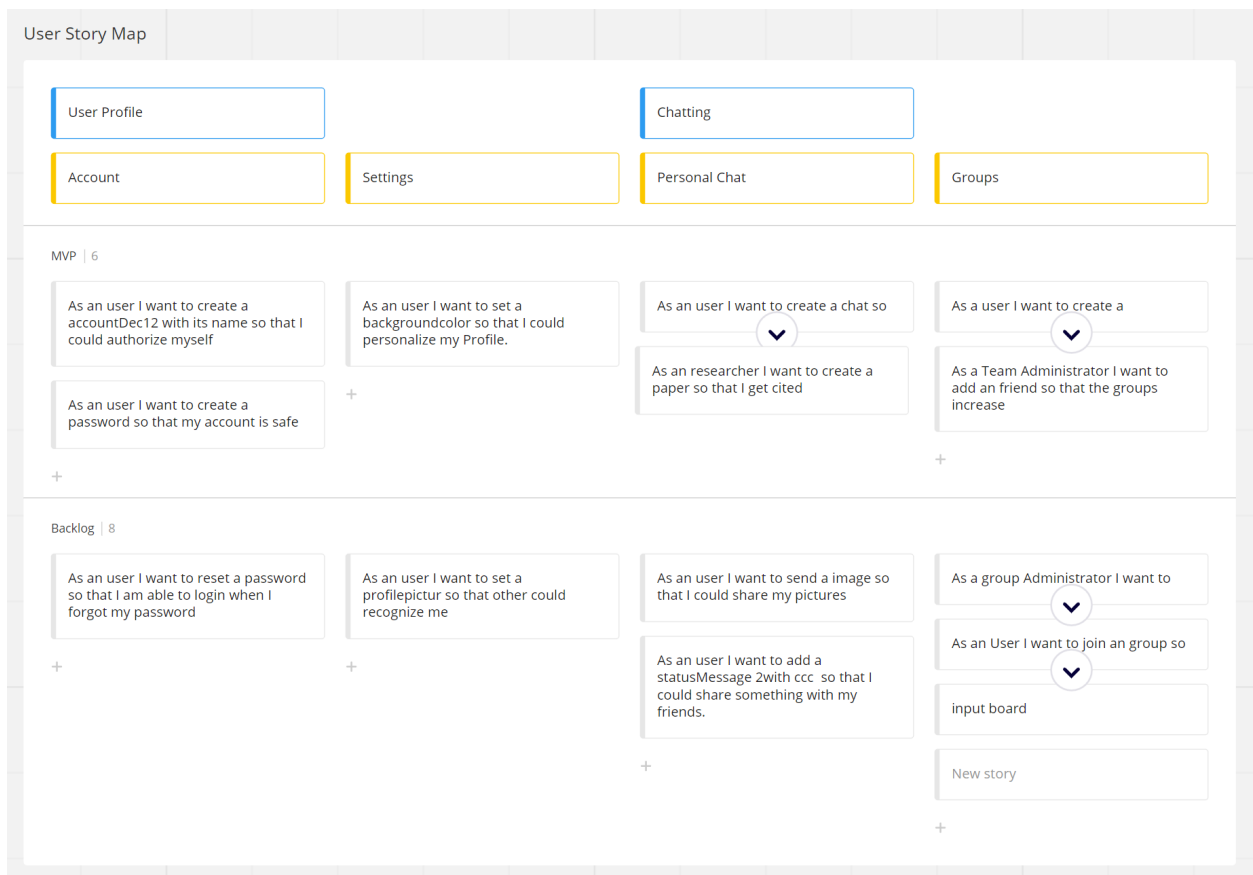 User Story Map
User Profile
Chatting
Account
Settings
Personal Chat
Groups
MVP | 6
As an user I want to create a
accountDec12 with its name so that I
could authorize myself
As an user I want to create a
password so that my account is safe
+
As an user I want to set a
backgroundcolor so that I could
personalize my Profile.
+
As an user I want to create a chat so
As an researcher I want to create a
paper so that I get cited
As a user I want to create a
As a Team Administrator I want to
add an friend so that the groups
increase
+
Backlog | 8
As an user I want to reset a password
so that I am able to login when I
forgot my password
+
As an user I want to set a
profilepictur so that other could
recognize me
+
As an user I want to send a image so
that I could share my pictures
As an user I want to add a
statusMessage 2with ccc  so that I
could share something with my
friends.
+
As a group Administrator I want to
As an User I want to join an group so
input board
New story
+